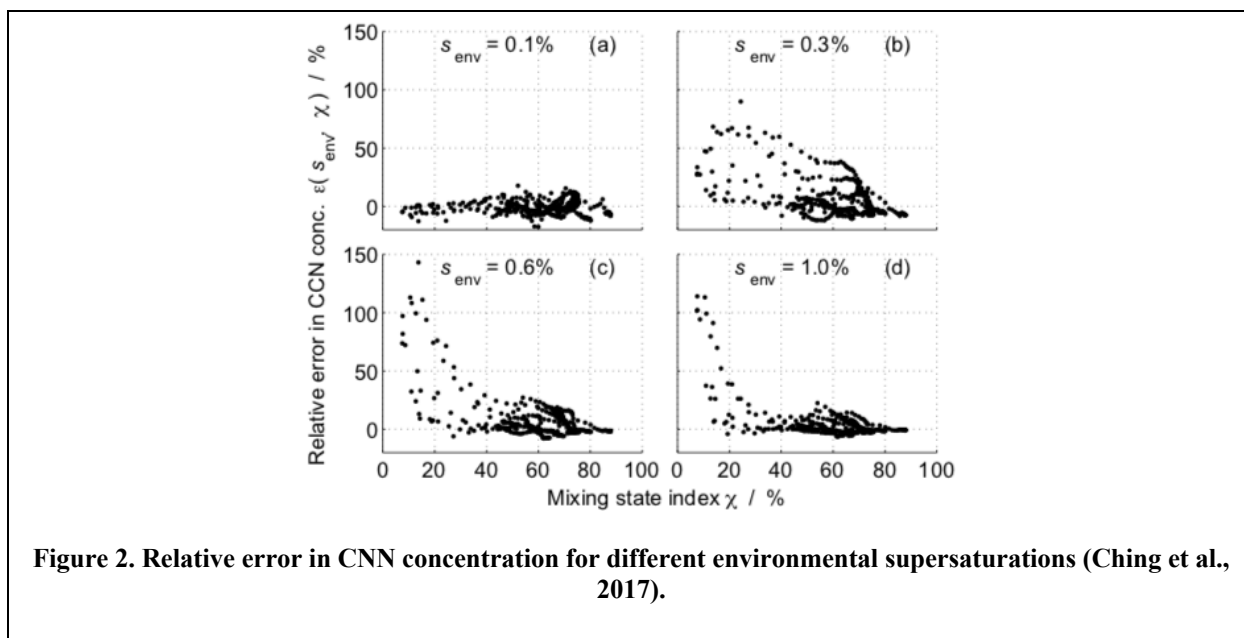 150
s_env = 0.1% (a)
s_env = 0.3% (b)
100
50
0
150
s_env = 0.6% (c)
s_env = 1.0% (d)
100
50
0
Relative error in CCN conc. ε( s_env, χ) / %
0 20 40 60 80 100
0 20 40 60 80 100
Mixing state index χ / %
Figure 2. Relative error in CNN concentration for different environmental supersaturations (Ching et al.,
2017).